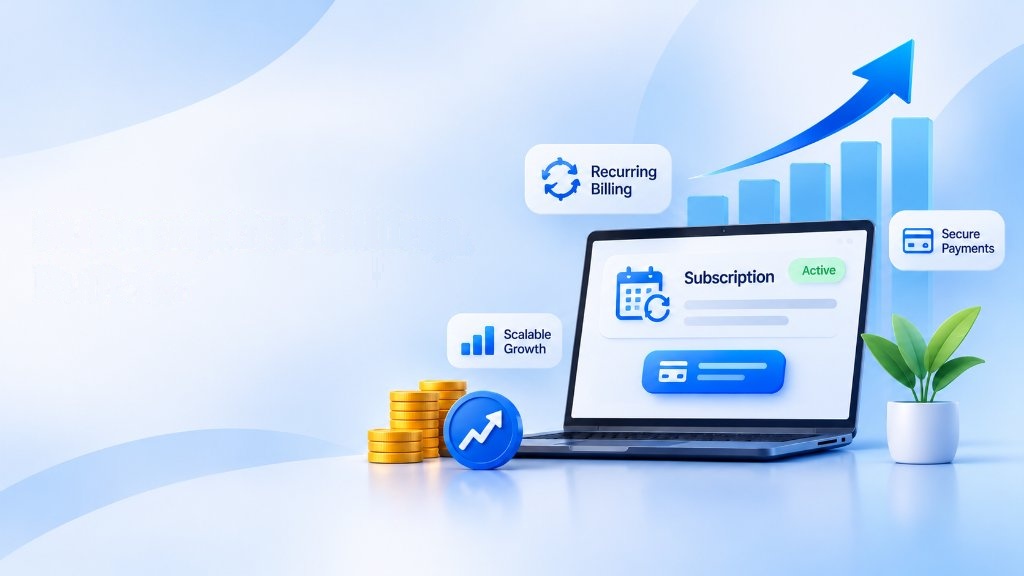 Recurring
Billing
Secure
Payments
Subscription
Active
Scalable
Growth